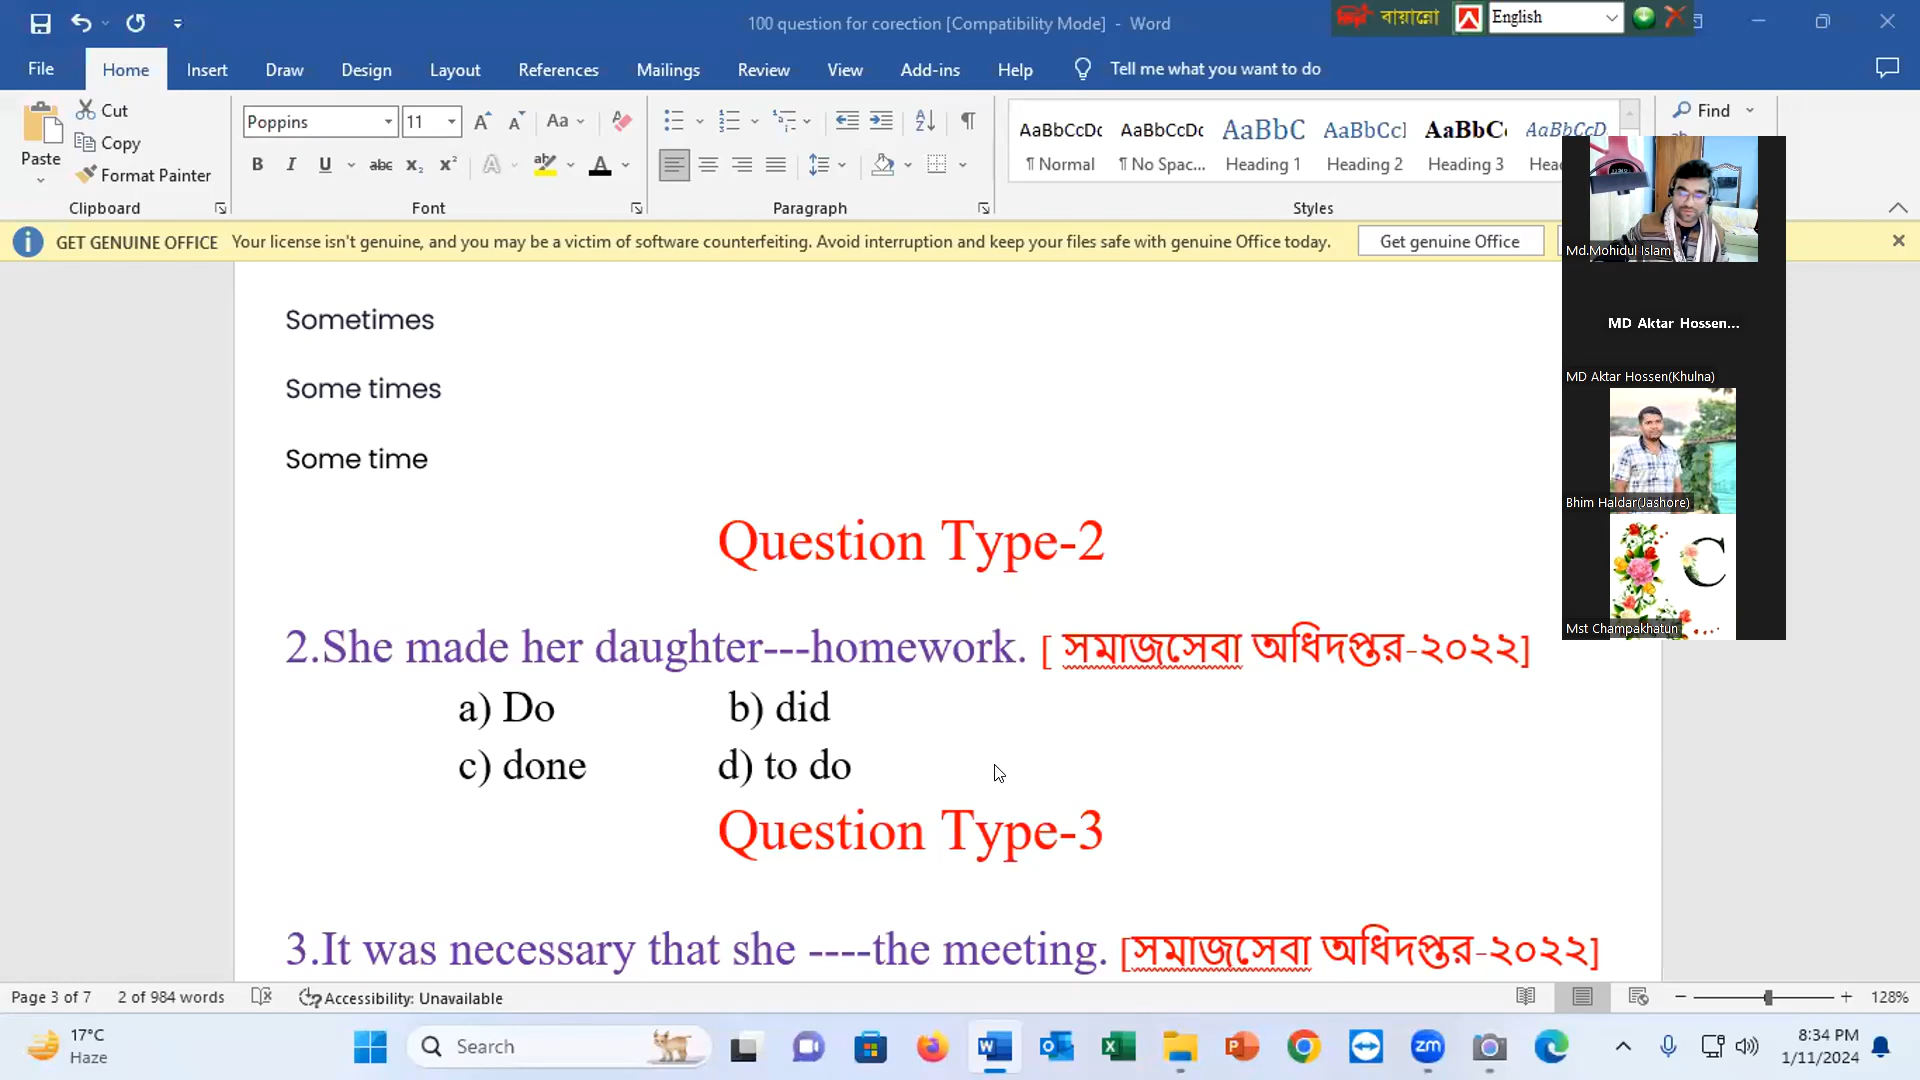 100 question for corection [Compatibility Mode] - Word
বায়ান্নো
English
File
Home
Insert
Draw
Design
Layout
References
Mailings
Review
View
Add-ins
Help
Tell me what you want to do
Paste
Cut
Copy
Format Painter
Clipboard
Poppins
11
Font
Paragraph
AaBbCcDc
¶ Normal
AaBbCcDc
¶ No Spac...
AaBbC
Heading 1
AaBbCcI
Heading 2
AaBbC
Heading 3
AaBbCcD
Styles
Find
GET GENUINE OFFICE Your license isn't genuine, and you may be a victim of software counterfeiting. Avoid interruption and keep your files safe with genuine Office today.
Get genuine Office
Md.Mohidul Islam
MD Aktar Hossen...
MD Aktar Hossen(Khulna)
Bhim Haldar(Jashore)
C
Mst Champakhatun
Sometimes
Some times
Some time
Question Type-2
2.She made her daughter---homework. [ সমাজসেবা অধিদপ্তর-২০২২]
a) Do b) did
c) done d) to do
Question Type-3
3.It was necessary that she ----the meeting. [সমাজসেবা অধিদপ্তর-২০২২]
Page 3 of 7
2 of 984 words
Accessibility: Unavailable
128%
17°C
Haze
Search
8:34 PM
1/11/2024